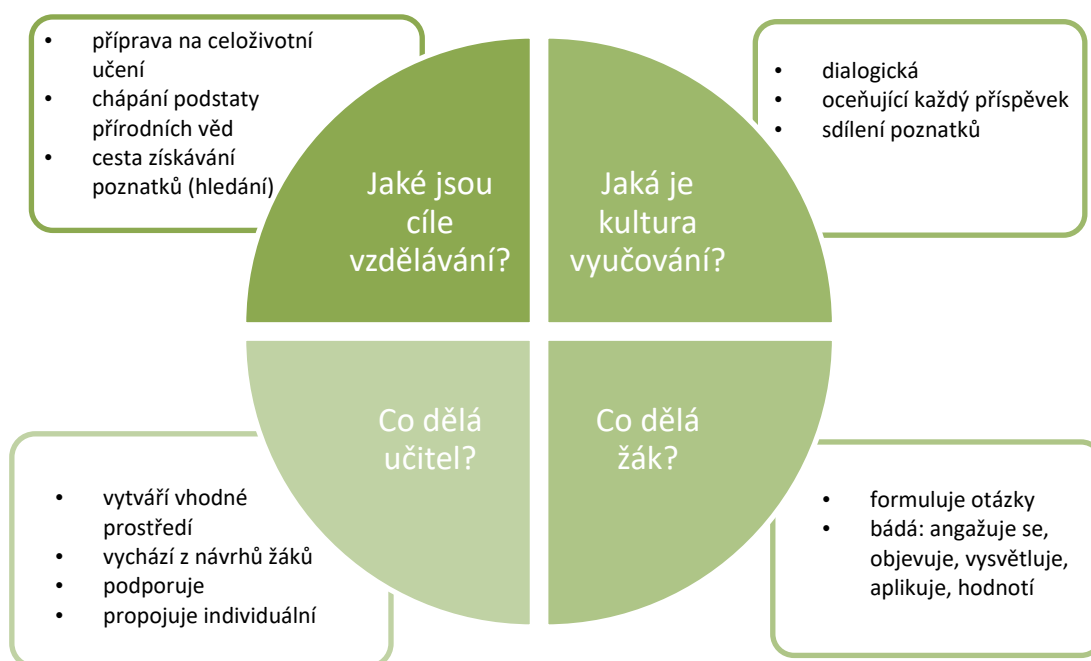 • příprava na celoživotní
učení
• chápání podstaty
přírodních věd
• cesta získávání
poznatků (hledání)
Jaké jsou
cíle
vzdělávání?
Jaká je
kultura
vyučování?
• dialogická
• oceňující každý příspěvek
• sdílení poznatků
Co dělá
učitel?
• vytváří vhodné
prostředí
• vychází z návrhů žáků
• podporuje
• propojuje individuální
Co dělá
žák?
• formuluje otázky
• bádá: angažuje se,
objevuje, vysvětluje,
aplikuje, hodnotí